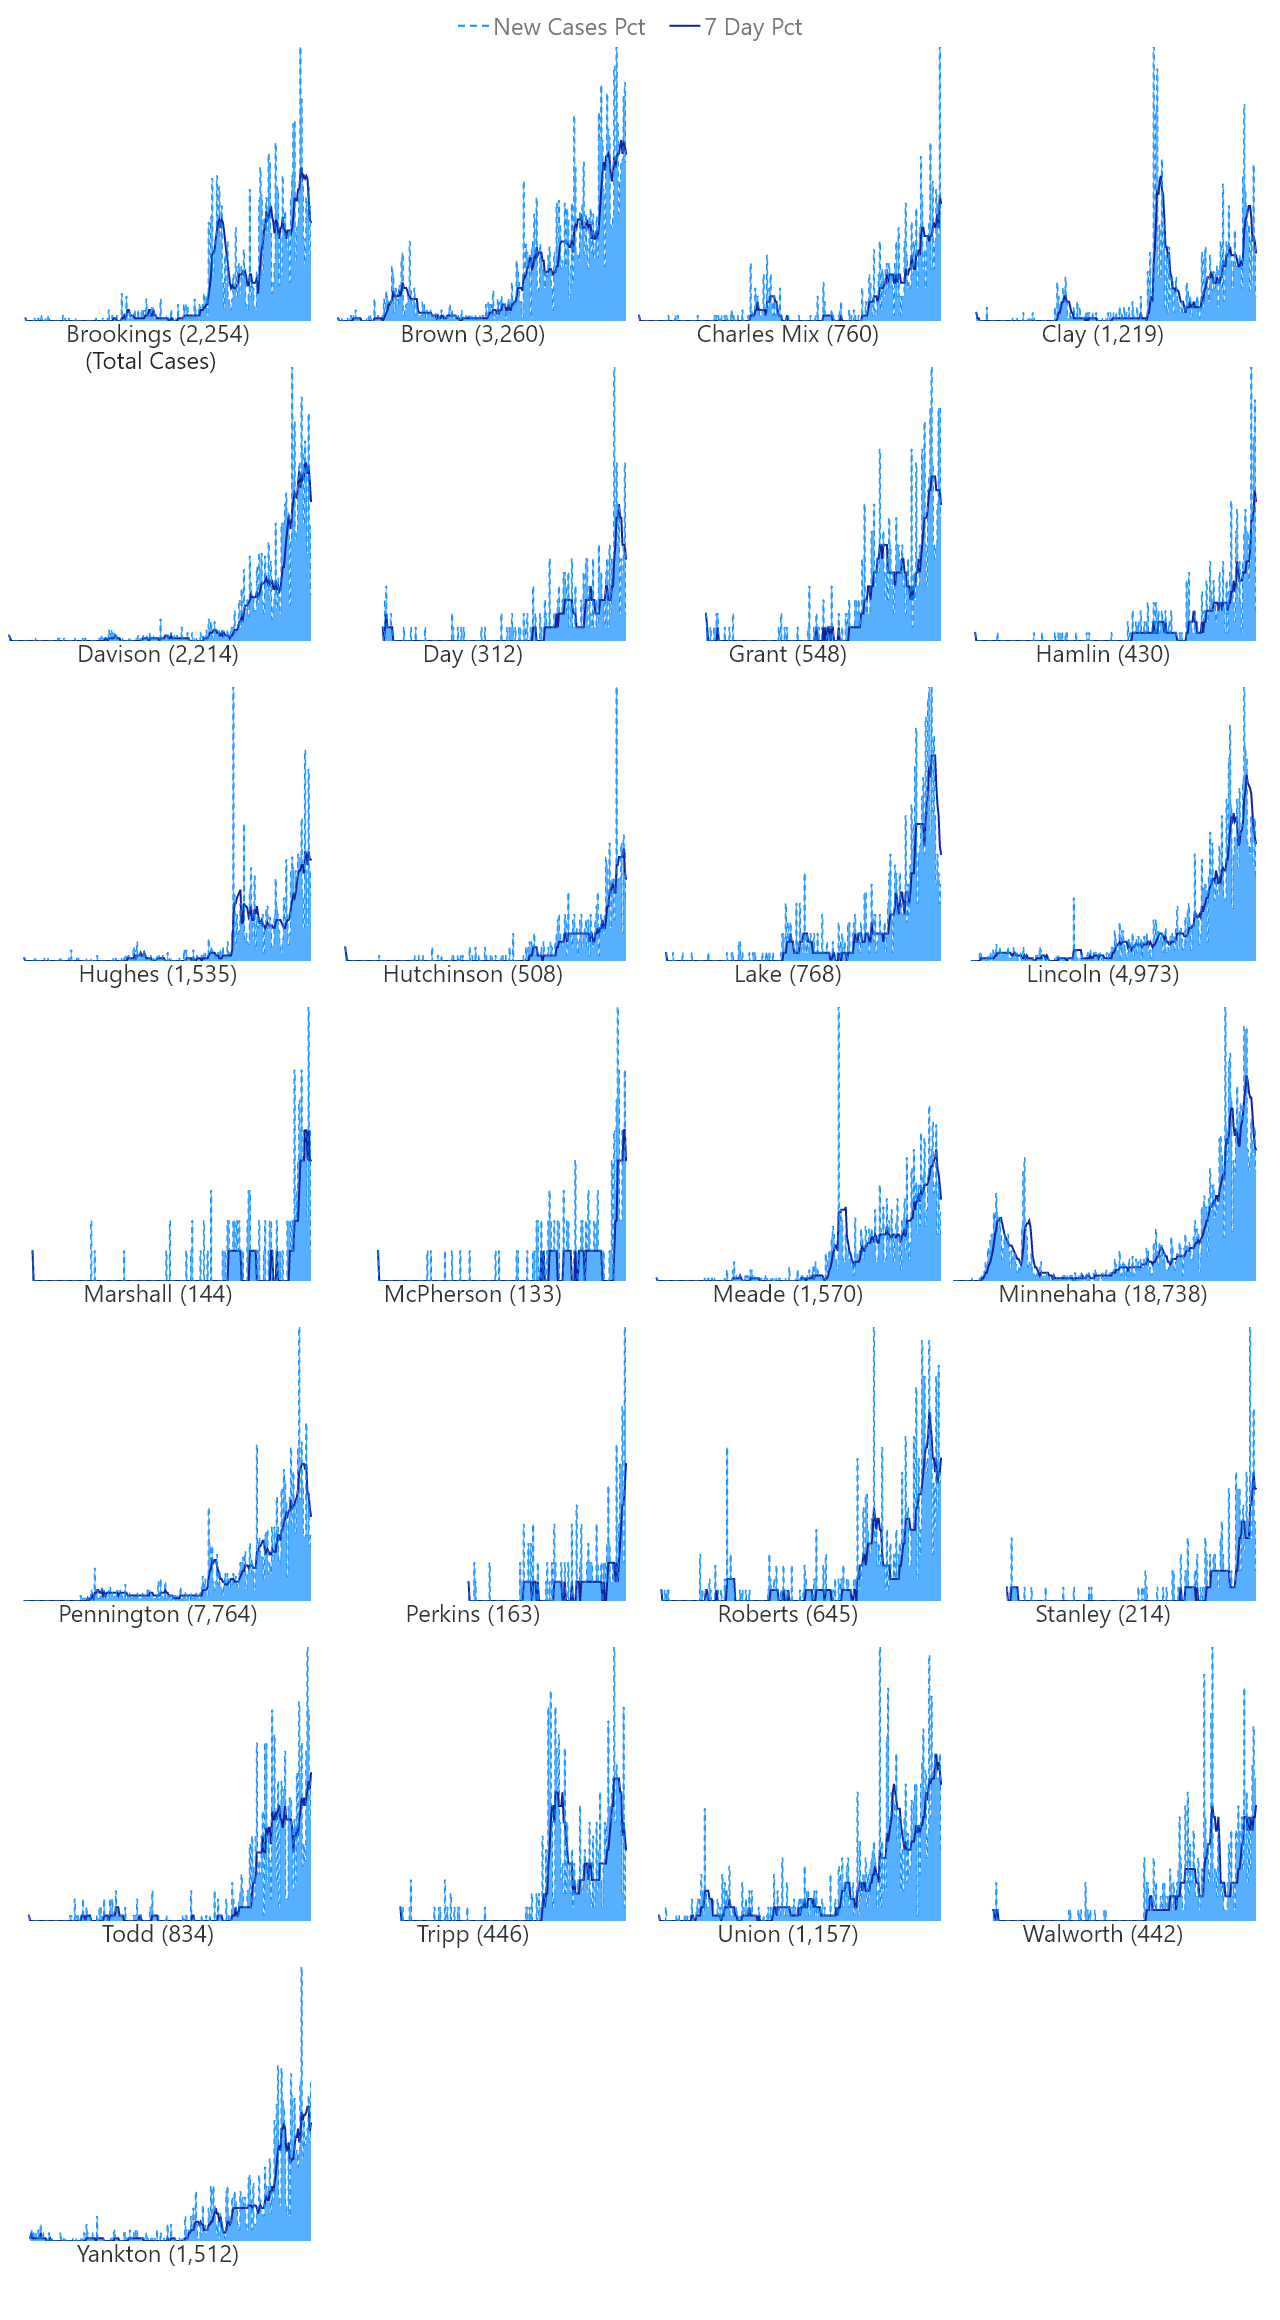 New Cases Pct 7 Day Pct
Brookings (2,254) Brown (3,260) Charles Mix (760) Clay (1,219)
(Total Cases)
Davison (2,214) Day (312) Grant (548) Hamlin (430)
Hughes (1,535) Hutchinson (508) Lake (768) Lincoln (4,973)
Marshall (144) McPherson (133) Meade (1,570) Minnehaha (18,738)
Pennington (7,764) Perkins (163) Roberts (645) Stanley (214)
Todd (834) Tripp (446) Union (1,157) Walworth (442)
Yankton (1,512)